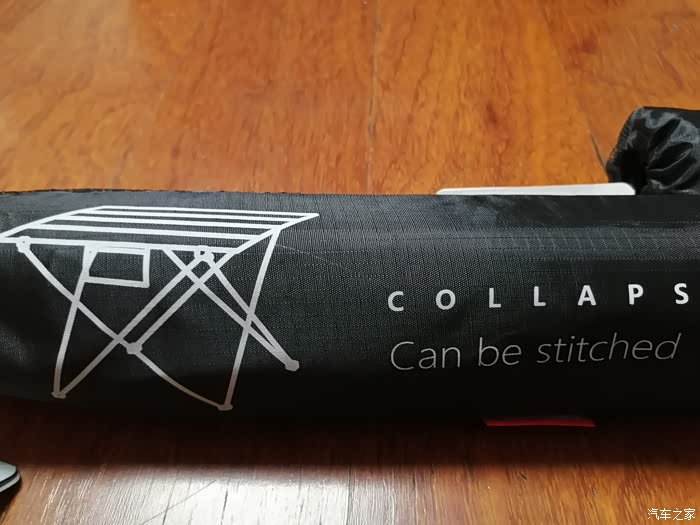 COLLAPS
Can be stitched
汽车之家